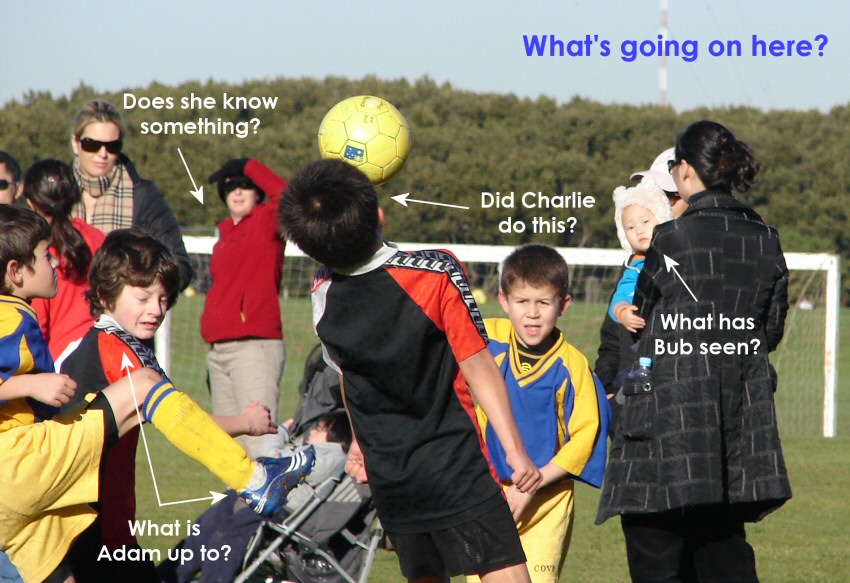 What's going on here?
Does she know
something?
Did Charlie
do this?
What has
Bub seen?
What is
Adam up to?